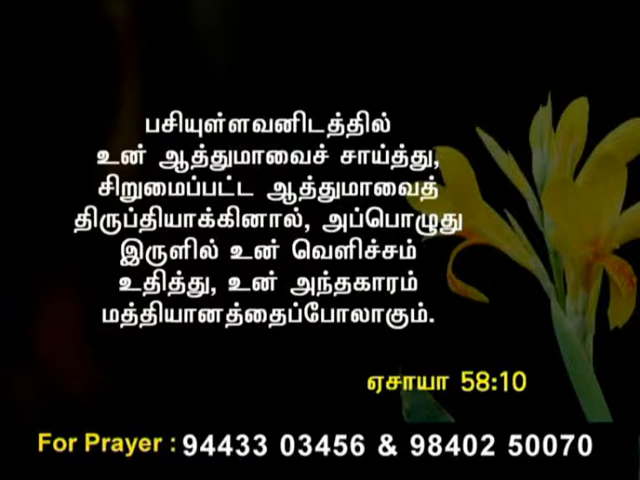 பசியுள்ளவனிடத்தில்
உன் ஆத்துமாவைச் சாய்த்து,
சிறுமைப்பட்ட ஆத்துமாவைத்
திருப்தியாக்கினால், அப்பொழுது
இருளில் உன் வெளிச்சம்
உதித்து, உன் அந்தகாரம்
மத்தியானத்தைப்போலாகும்.
ஏசாயா 58:10
For Prayer : 94433 03456 & 98402 50070